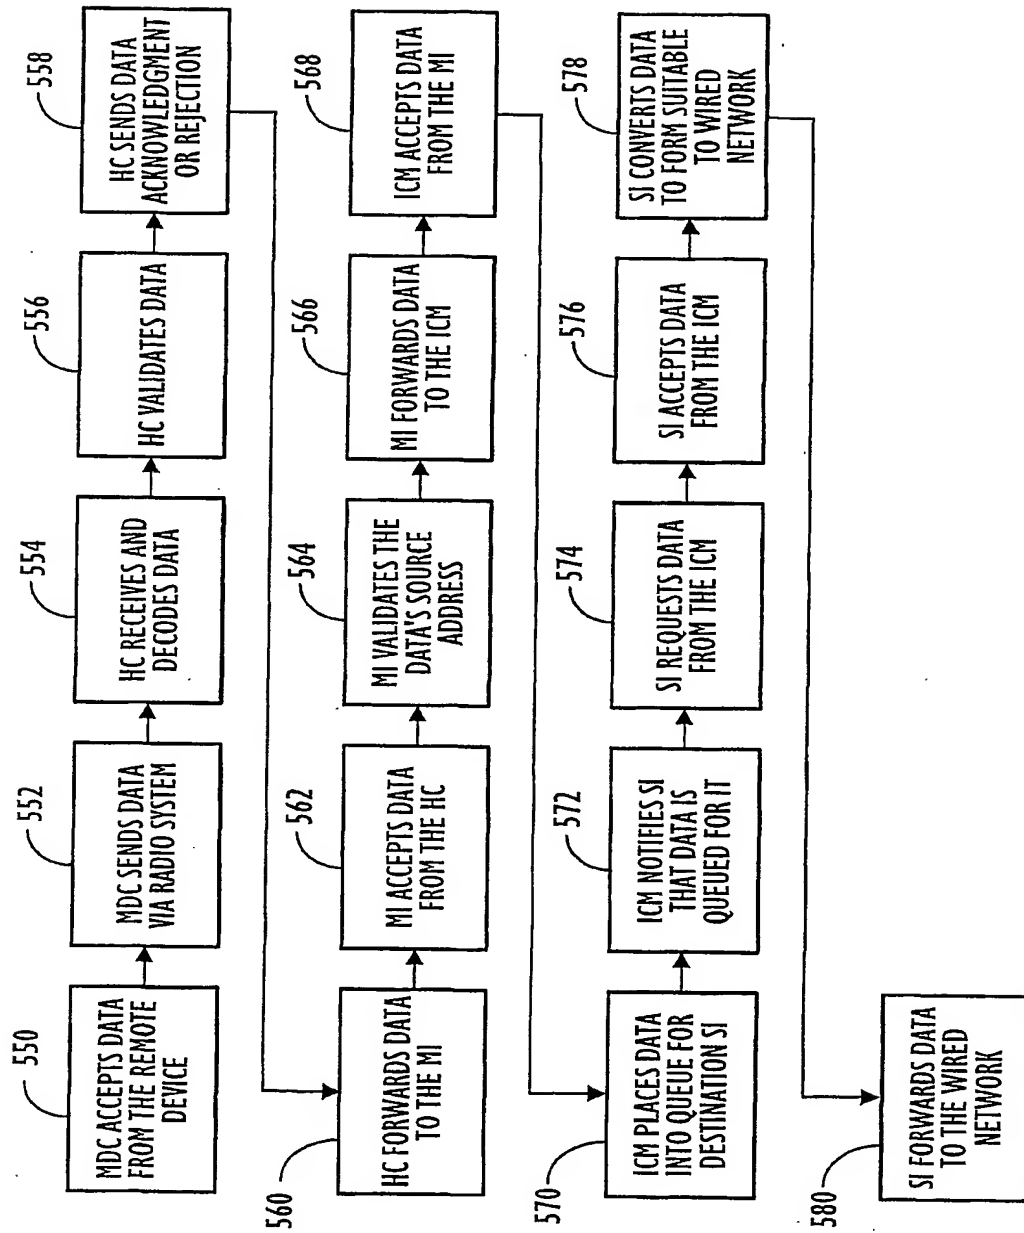 550
MDC ACCEPTS DATA
FROM THE REMOTE
DEVICE
552
MDC SENDS DATA
VIA RADIO SYSTEM
554
HC RECEIVES AND
DECODES DATA
556
HC VALIDATES DATA
558
HC SENDS DATA
ACKNOWLEDGMENT
OR REJECTION
560
HC FORWARDS DATA
TO THE MI
562
MI ACCEPTS DATA
FROM THE HC
564
MI VALIDATES THE
DATA'S SOURCE
ADDRESS
566
MI FORWARDS DATA
TO THE ICM
568
ICM ACCEPTS DATA
FROM THE MI
570
ICM PLACES DATA
INTO QUEUE FOR
DESTINATION SI
572
ICM NOTIFIES SI
THAT DATA IS
QUEUED FOR IT
574
SI REQUESTS DATA
FROM THE ICM
576
SI ACCEPTS DATA
FROM THE ICM
578
SI CONVERTS DATA
TO FORM SUITABLE
TO WIRED
NETWORK
580
SI FORWARDS DATA
TO THE WIRED
NETWORK